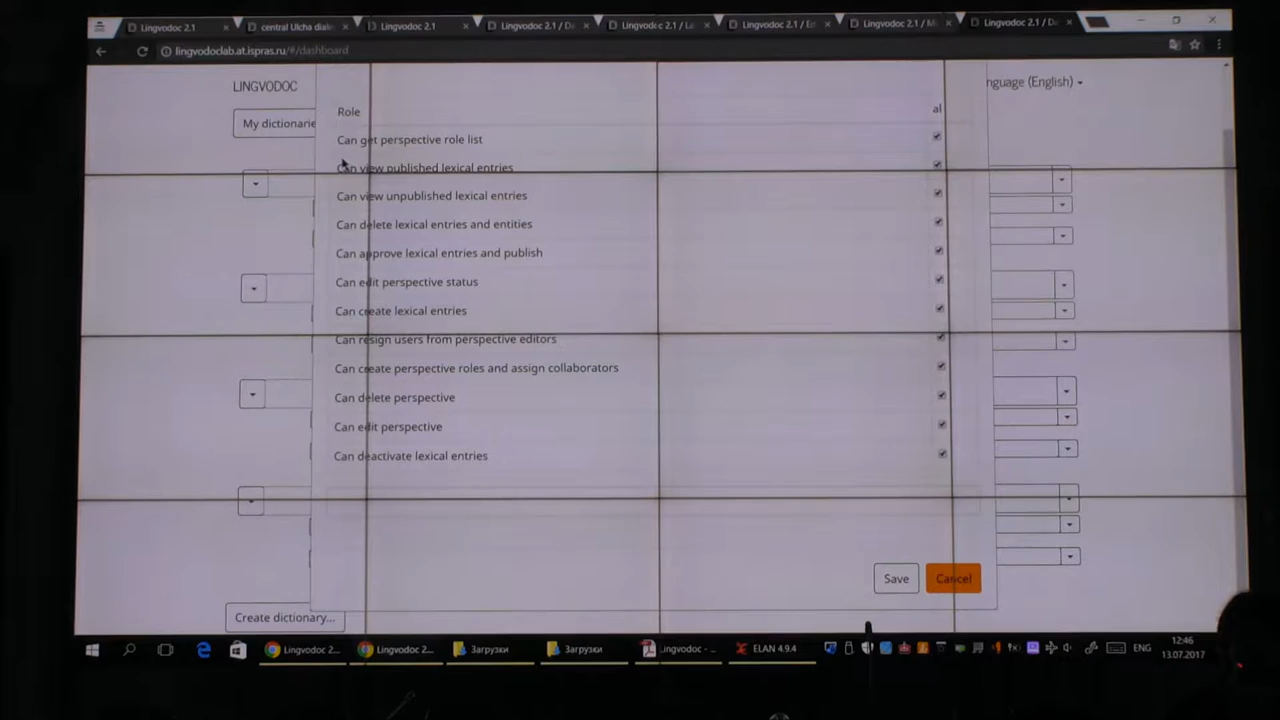 Lingvodoc 2.1
central Ulcha diale
Lingvodoc 2.1
Lingvodoc 2.1 / Da
Lingvodoc 2.1 / La
Lingvodoc 2.1 / Ed
Lingvodoc 2.1 / M
Lingvodoc 2.1 / Da
lingvodoclab.at.ispras.ru/#/dashboard
LINGVODOC
nguage (English)
My dictionarie
Role
al
Can get perspective role list
Can view published lexical entries
Can view unpublished lexical entries
Can delete lexical entries and entities
Can approve lexical entries and publish
Can edit perspective status
Can create lexical entries
Can resign users from perspective editors
Can create perspective roles and assign collaborators
Can delete perspective
Can edit perspective
Can deactivate lexical entries
Save
Cancel
Create dictionary...
Lingvodoc 2...
Lingvodoc 2...
Загрузки
Загрузки
Lingvodoc - ...
ELAN 4.9.4
ENG
12:46
13.07.2017